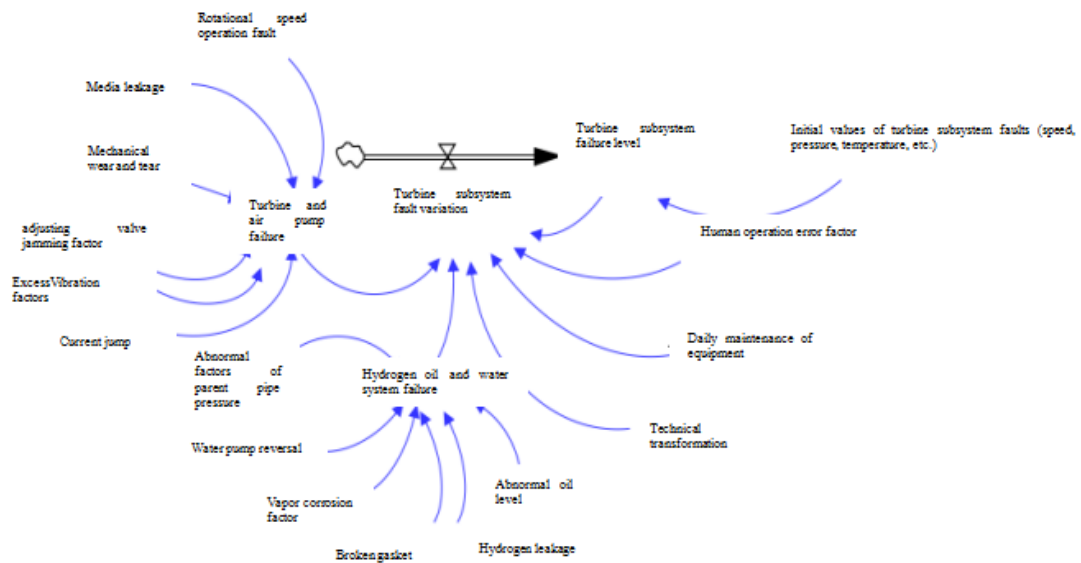 Rotational speed
operation fault
Media leakage
Mechanical
wear and tear
Turbine subsystem
failure level
Initial values of turbine subsystem faults (speed,
pressure, temperature, etc.)
Turbine and
air pump
failure
Turbine subsystem
fault variation
adjusting valve
jamming factor
Human operation error factor
ExcessVibration
factors
Current jump
Abnormal
factors of
parent pipe
pressure
Hydrogen oil and water
system failure
Daily maintenance of
equipment
Water pump reversal
Technical
transformation
Vapor corrosion
factor
Abnormal oil
level
Broken gasket
Hydrogen leakage